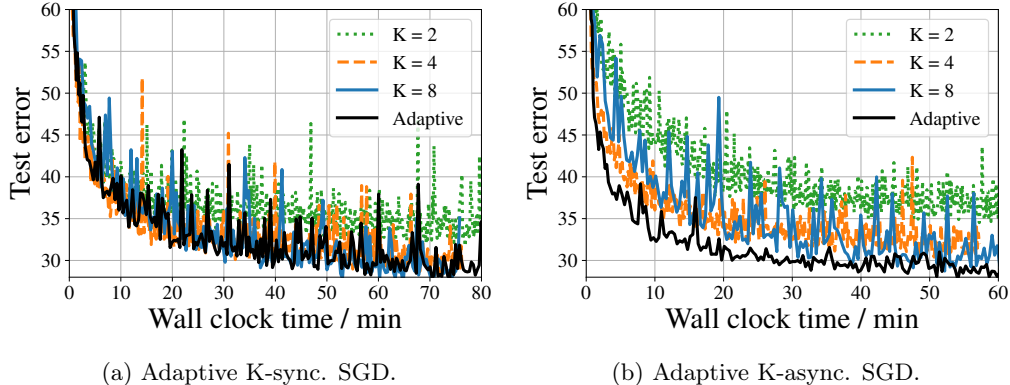 60
55
50
45
40
35
30
Test error
0 10 20 30 40 50 60 70 80
Wall clock time / min
K = 2
K = 4
K = 8
Adaptive
(a) Adaptive K-sync. SGD.
60
55
50
45
40
35
30
Test error
0 10 20 30 40 50 60
Wall clock time / min
K = 2
K = 4
K = 8
Adaptive
(b) Adaptive K-async. SGD.